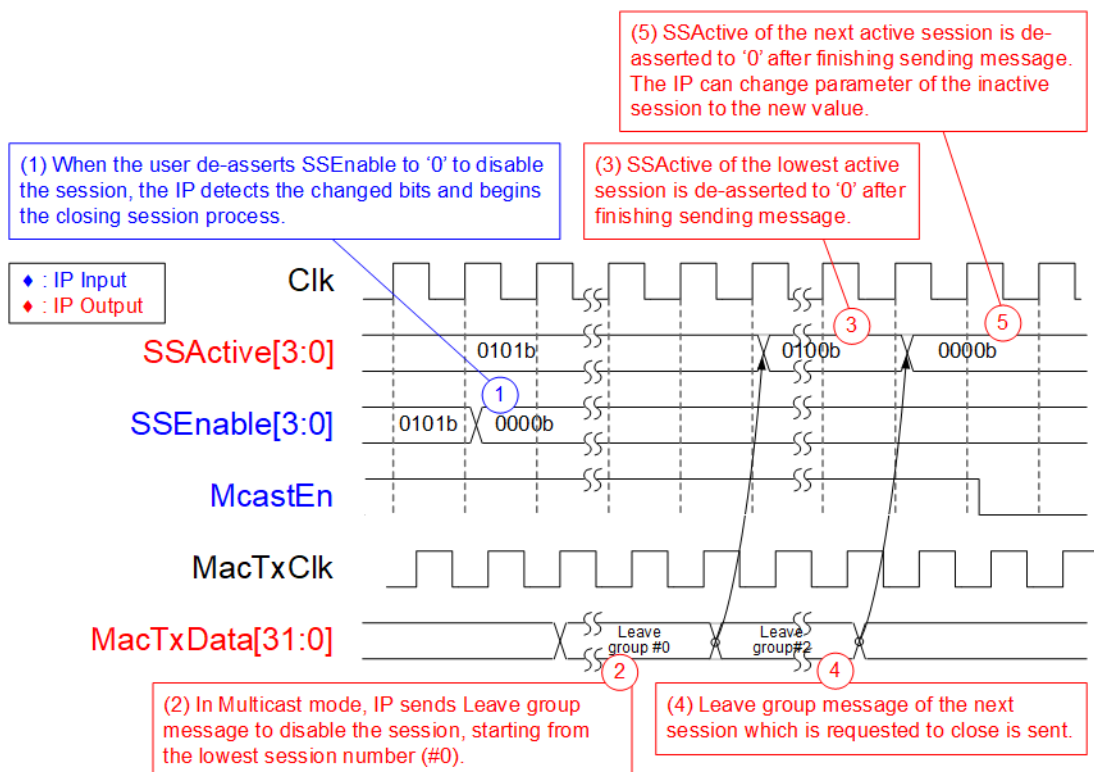 (5) SSActive of the next active session is de-
asserted to ‘0’ after finishing sending message.
The IP can change parameter of the inactive
session to the new value.
(1) When the user de-asserts SSEnable to ‘0’ to disable
the session, the IP detects the changed bits and begins
the closing session process.
(3) SSActive of the lowest active
session is de-asserted to ‘0’ after
finishing sending message.
♦ : IP Input
♦ : IP Output
Clk
SSActive[3:0]
0101b
0100b
3
0000b
5
SSEnable[3:0]
0101b
1
0000b
McastEn
MacTxClk
MacTxData[31:0]
Leave
group #0
Leave
group#2
2
4
(2) In Multicast mode, IP sends Leave group
message to disable the session, starting from
the lowest session number (#0).
(4) Leave group message of the next
session which is requested to close is sent.